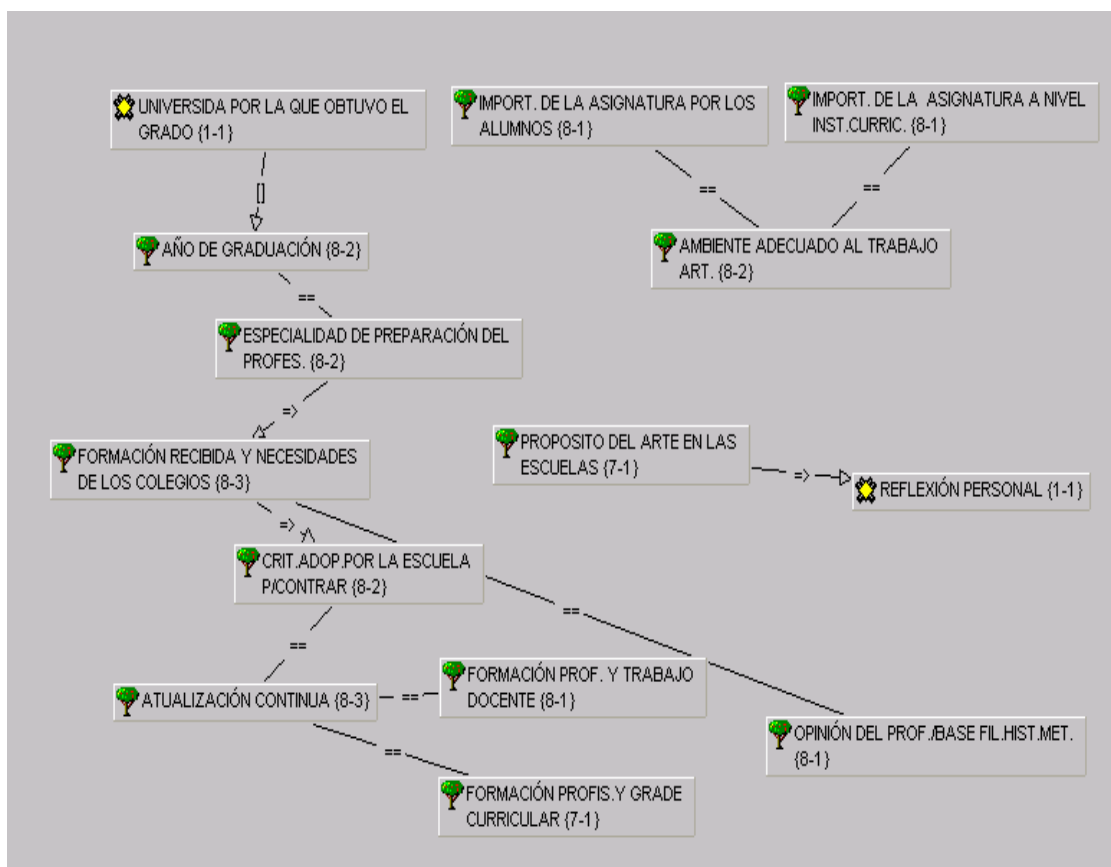 UNIVERSIDA POR LA QUE OBTUVO EL
GRADO {1-1}
IMPORT. DE LA ASIGNATURA POR LOS
ALUMNOS {8-1}
IMPORT. DE LA ASIGNATURA A NIVEL
INST.CURRIC. {8-1}
[]
==
==
AÑO DE GRADUACIÓN {8-2}
AMBIENTE ADECUADO AL TRABAJO
ART. {8-2}
==
ESPECIALIDAD DE PREPARACIÓN DEL
PROFES. {8-2}
=>
FORMACIÓN RECIBIDA Y NECESIDADES
DE LOS COLEGIOS {8-3}
PROPOSITO DEL ARTE EN LAS
ESCUELAS {7-1}
=>
REFLEXIÓN PERSONAL {1-1}
=>
CRIT.ADOP.POR LA ESCUELA
P/CONTRAR {8-2}
==
==
ATUALIZACIÓN CONTINUA {8-3}
==
FORMACIÓN PROF. Y TRABAJO
DOCENTE {8-1}
OPINIÓN DEL PROF./BASE FIL.HIST.MET.
{8-1}
==
FORMACIÓN PROFIS.Y GRADE
CURRICULAR {7-1}